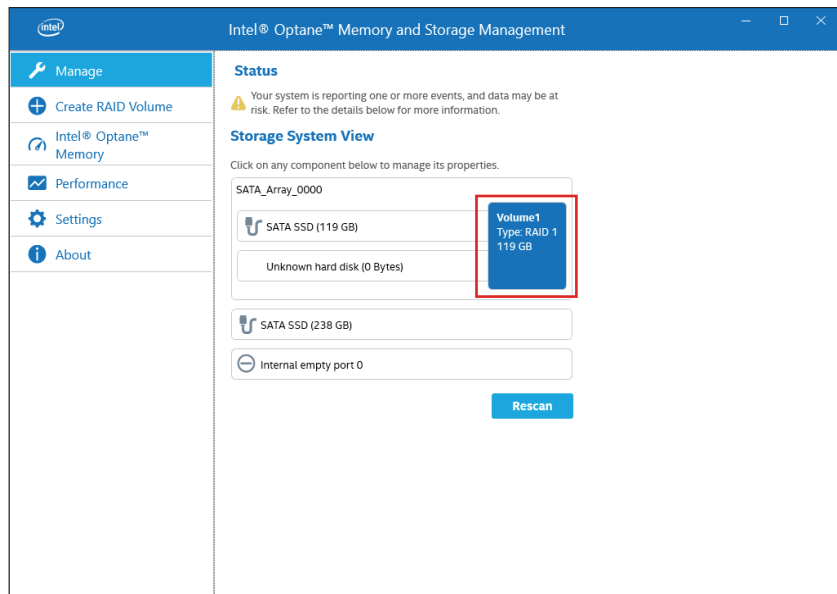 intel
Intel® Optane™ Memory and Storage Management
Manage
Create RAID Volume
Intel® Optane™
Memory
Performance
Settings
About
Status
Your system is reporting one or more events, and data may be at
risk. Refer to the details below for more information.
Storage System View
Click on any component below to manage its properties.
SATA_Array_0000
SATA SSD (119 GB)
Unknown hard disk (0 Bytes)
Volume1
Type: RAID 1
119 GB
SATA SSD (238 GB)
Internal empty port 0
Rescan